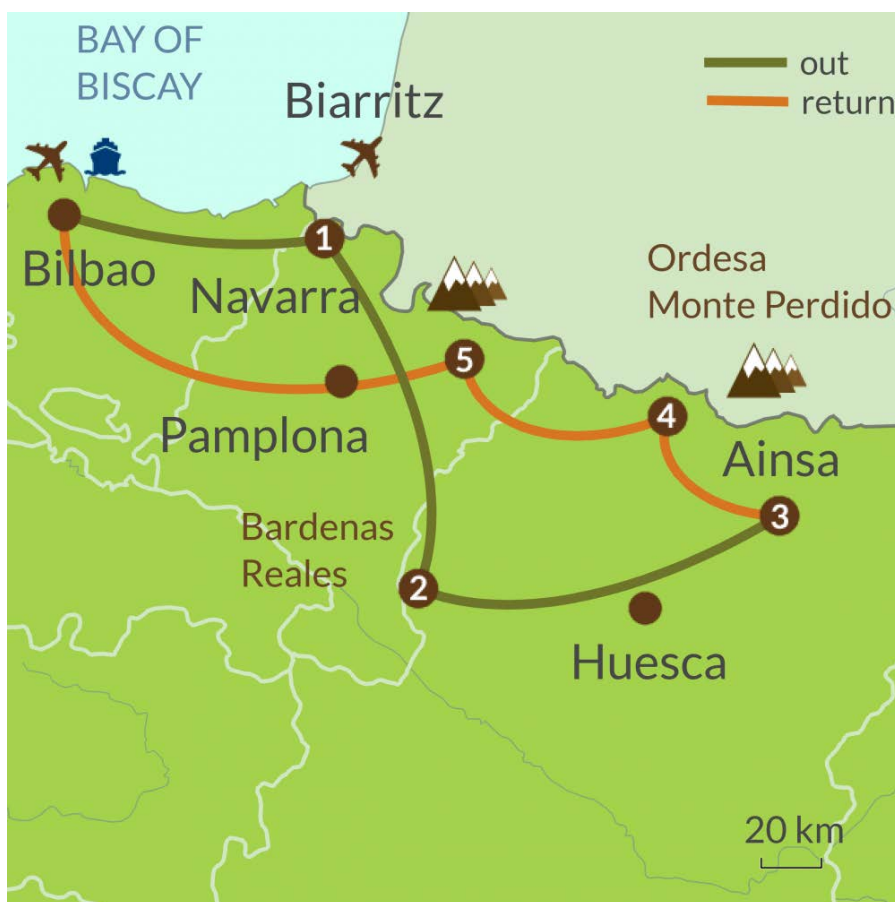 BAY OF
BISCAY
out
return
Biarritz
1
Bilbao
Navarra
Ordesa
Monte Perdido
5
Pamplona
4
Ainsa
3
Bardenas
Reales
2
Huesca
20 km